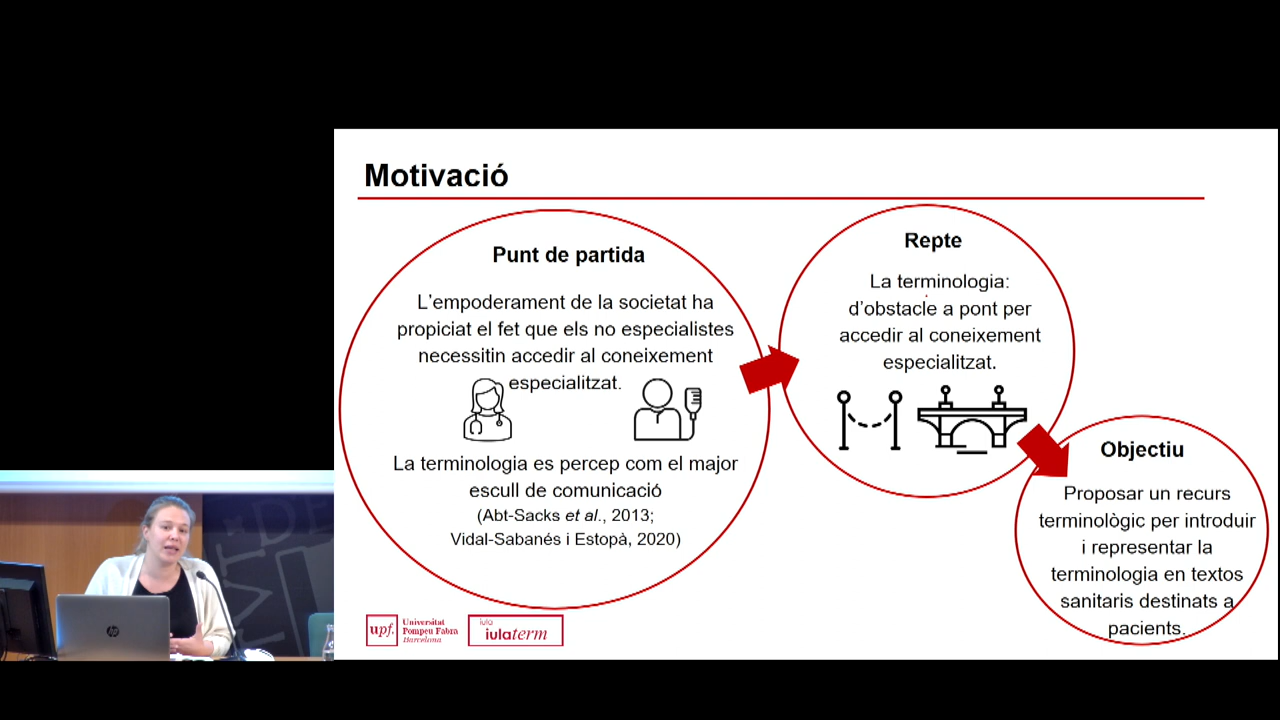 Motivació
Punt de partida
L'empoderament de la societat ha
propiciat el fet que els no especialistes
necessitin accedir al coneixement
especialitzat.
La terminologia es percep com el major
escull de comunicació
(Abt-Sacks et al., 2013;
Vidal-Sabanés i Estopà, 2020)
Repte
La terminologia:
d'obstacle a pont per
accedir al coneixement
especialitzat.
Objectiu
Proposar un recurs
terminològic per introduir
i representar la
terminologia en textos
sanitaris destinats a
pacients.
upf.
Universitat
Pompeu Fabra
Barcelona
iula
iulaterm
hp